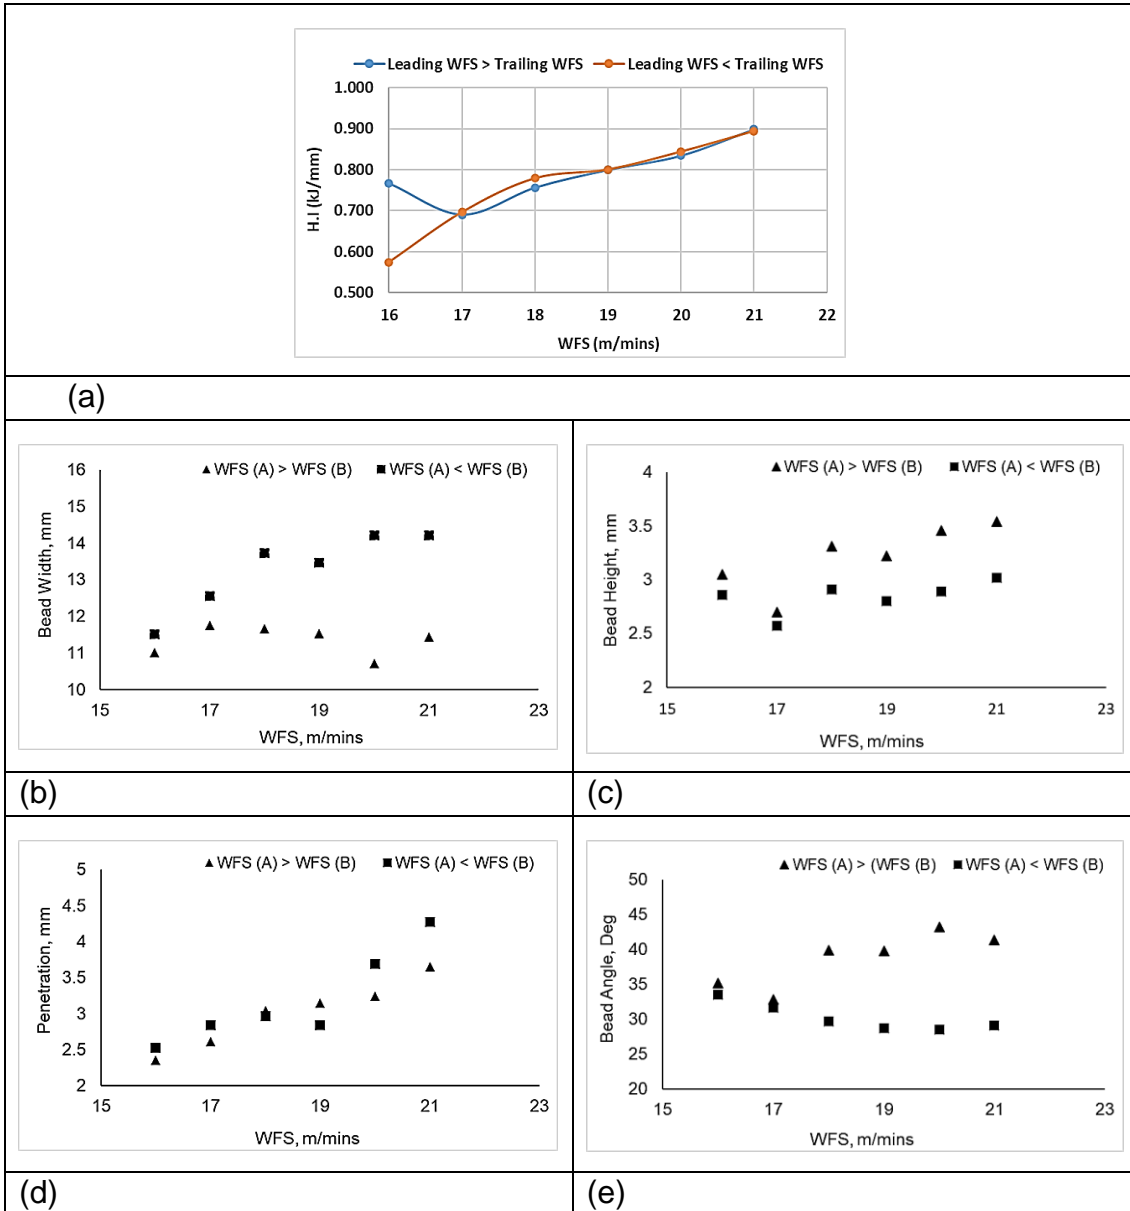 Leading WFS > Trailing WFS Leading WFS < Trailing WFS
1.000
0.900
0.800
0.700
0.600
0.500
H.I (kJ/mm)
16 17 18 19 20 21 22
WFS (m/mins)
(a)
WFS (A) > WFS (B) WFS (A) < WFS (B)
16
15
14
13
12
11
10
Bead Width, mm
15 17 19 21 23
WFS, m/mins
WFS (A) > WFS (B) WFS (A) < WFS (B)
4
3.5
3
2.5
2
Bead Height, mm
15 17 19 21 23
WFS, m/mins
(b)
(c)
WFS (A) > WFS (B) WFS (A) < WFS (B)
5
4.5
4
3.5
3
2.5
2
Penetration, mm
15 17 19 21 23
WFS, m/mins
WFS (A) > (WFS (B) WFS (A) < WFS (B)
50
45
40
35
30
25
20
Bead Angle, Deg
15 17 19 21 23
WFS, m/mins
(d)
(e)